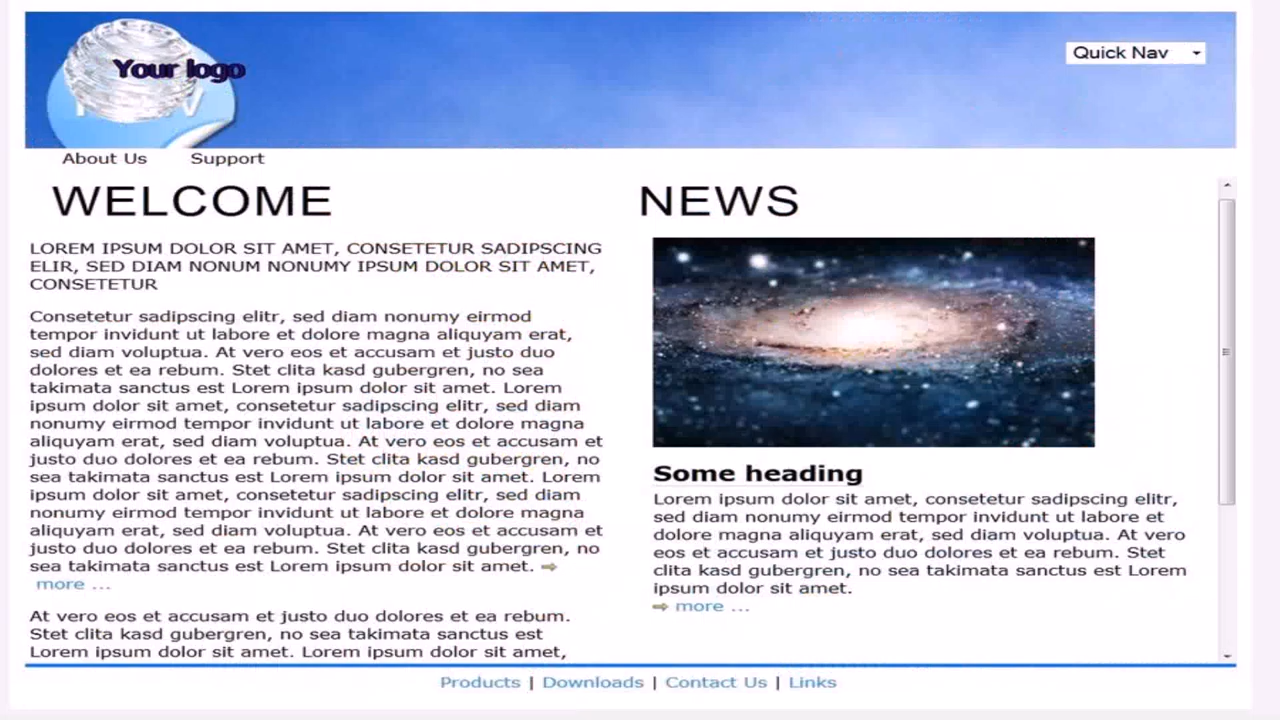 Your logo
Quick Nav
About Us
Support
WELCOME
LOREM IPSUM DOLOR SIT AMET, CONSETETUR SADIPSCING
ELIR, SED DIAM NONUM NONUMY IPSUM DOLOR SIT AMET,
CONSETETUR
Consetetur sadipscing elitr, sed diam nonumy eirmod
tempor invidunt ut labore et dolore magna aliquyam erat,
sed diam voluptua. At vero eos et accusam et justo duo
dolores et ea rebum. Stet clita kasd gubergren, no sea
takimata sanctus est Lorem ipsum dolor sit amet. Lorem
ipsum dolor sit amet, consetetur sadipscing elitr, sed diam
nonumy eirmod tempor invidunt ut labore et dolore magna
aliquyam erat, sed diam voluptua. At vero eos et accusam et
justo duo dolores et ea rebum. Stet clita kasd gubergren, no
sea takimata sanctus est Lorem ipsum dolor sit amet. Lorem
ipsum dolor sit amet, consetetur sadipscing elitr, sed diam
nonumy eirmod tempor invidunt ut labore et dolore magna
aliquyam erat, sed diam voluptua. At vero eos et accusam et
justo duo dolores et ea rebum. Stet clita kasd gubergren, no
sea takimata sanctus est Lorem ipsum dolor sit amet. ⇨
more ...
At vero eos et accusam et justo duo dolores et ea rebum.
Stet clita kasd gubergren, no sea takimata sanctus est
Lorem ipsum dolor sit amet. Lorem ipsum dolor sit amet,
NEWS
Some heading
Lorem ipsum dolor sit amet, consetetur sadipscing elitr,
sed diam nonumy eirmod tempor invidunt ut labore et
dolore magna aliquyam erat, sed diam voluptua. At vero
eos et accusam et justo duo dolores et ea rebum. Stet
clita kasd gubergren, no sea takimata sanctus est Lorem
ipsum dolor sit amet.
⇨ more ...
Products | Downloads | Contact Us | Links